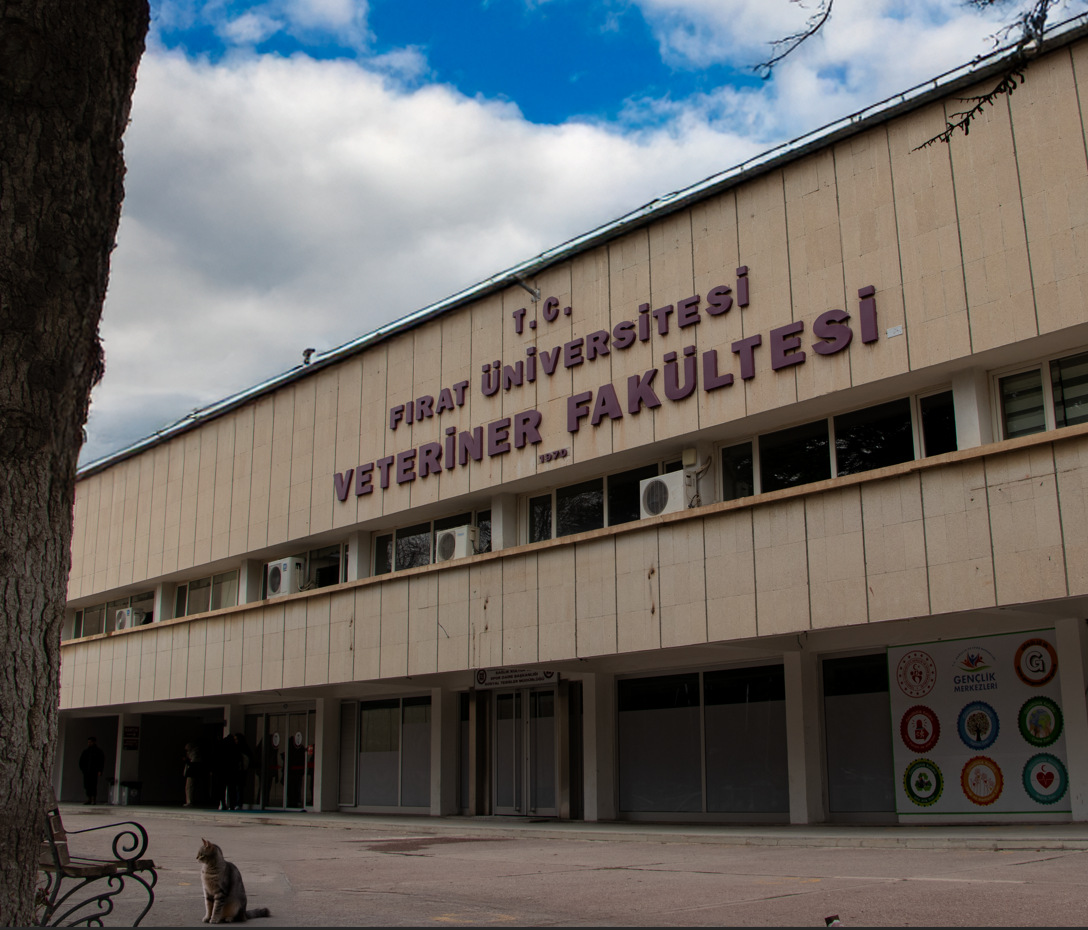 T.C.
FIRAT ÜNİVERSİTESİ
VETERİNER FAKÜLTESİ
1970
GENÇLİK
MERKEZLERİ
G